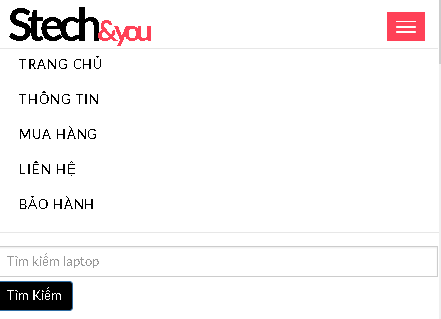 Stech&you
TRANG CHỦ
THÔNG TIN
MUA HÀNG
LIÊN HỆ
BẢO HÀNH
Tìm kiếm laptop
Tìm Kiếm